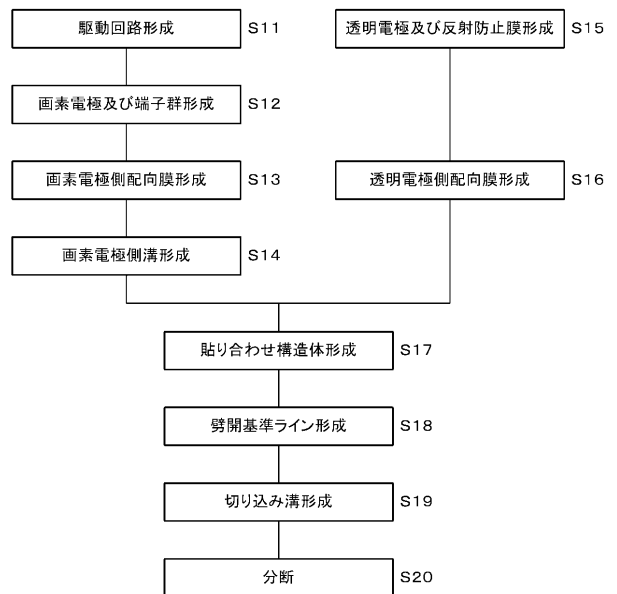 駆動回路形成 S11
透明電極及び反射防止膜形成 S15
画素電極及び端子群形成 S12
画素電極側配向膜形成 S13
透明電極側配向膜形成 S16
画素電極側溝形成 S14
貼り合わせ構造体形成 S17
劈開基準ライン形成 S18
切り込み溝形成 S19
分断 S20